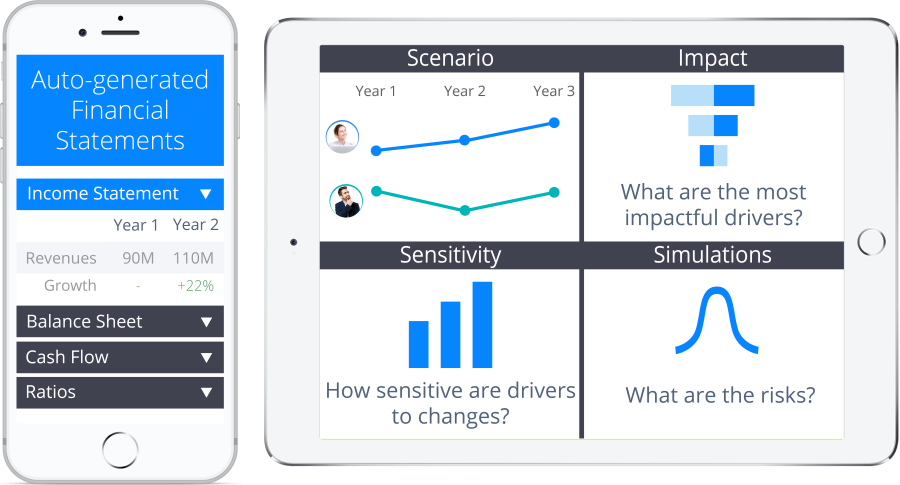 Auto-generated
Financial
Statements
Income Statement
Year 1 Year 2
Revenues 90M 110M
Growth - +22%
Balance Sheet
Cash Flow
Ratios
Scenario
Year 1 Year 2 Year 3
Impact
What are the most
impactful drivers?
Sensitivity
How sensitive are drivers
to changes?
Simulations
What are the risks?